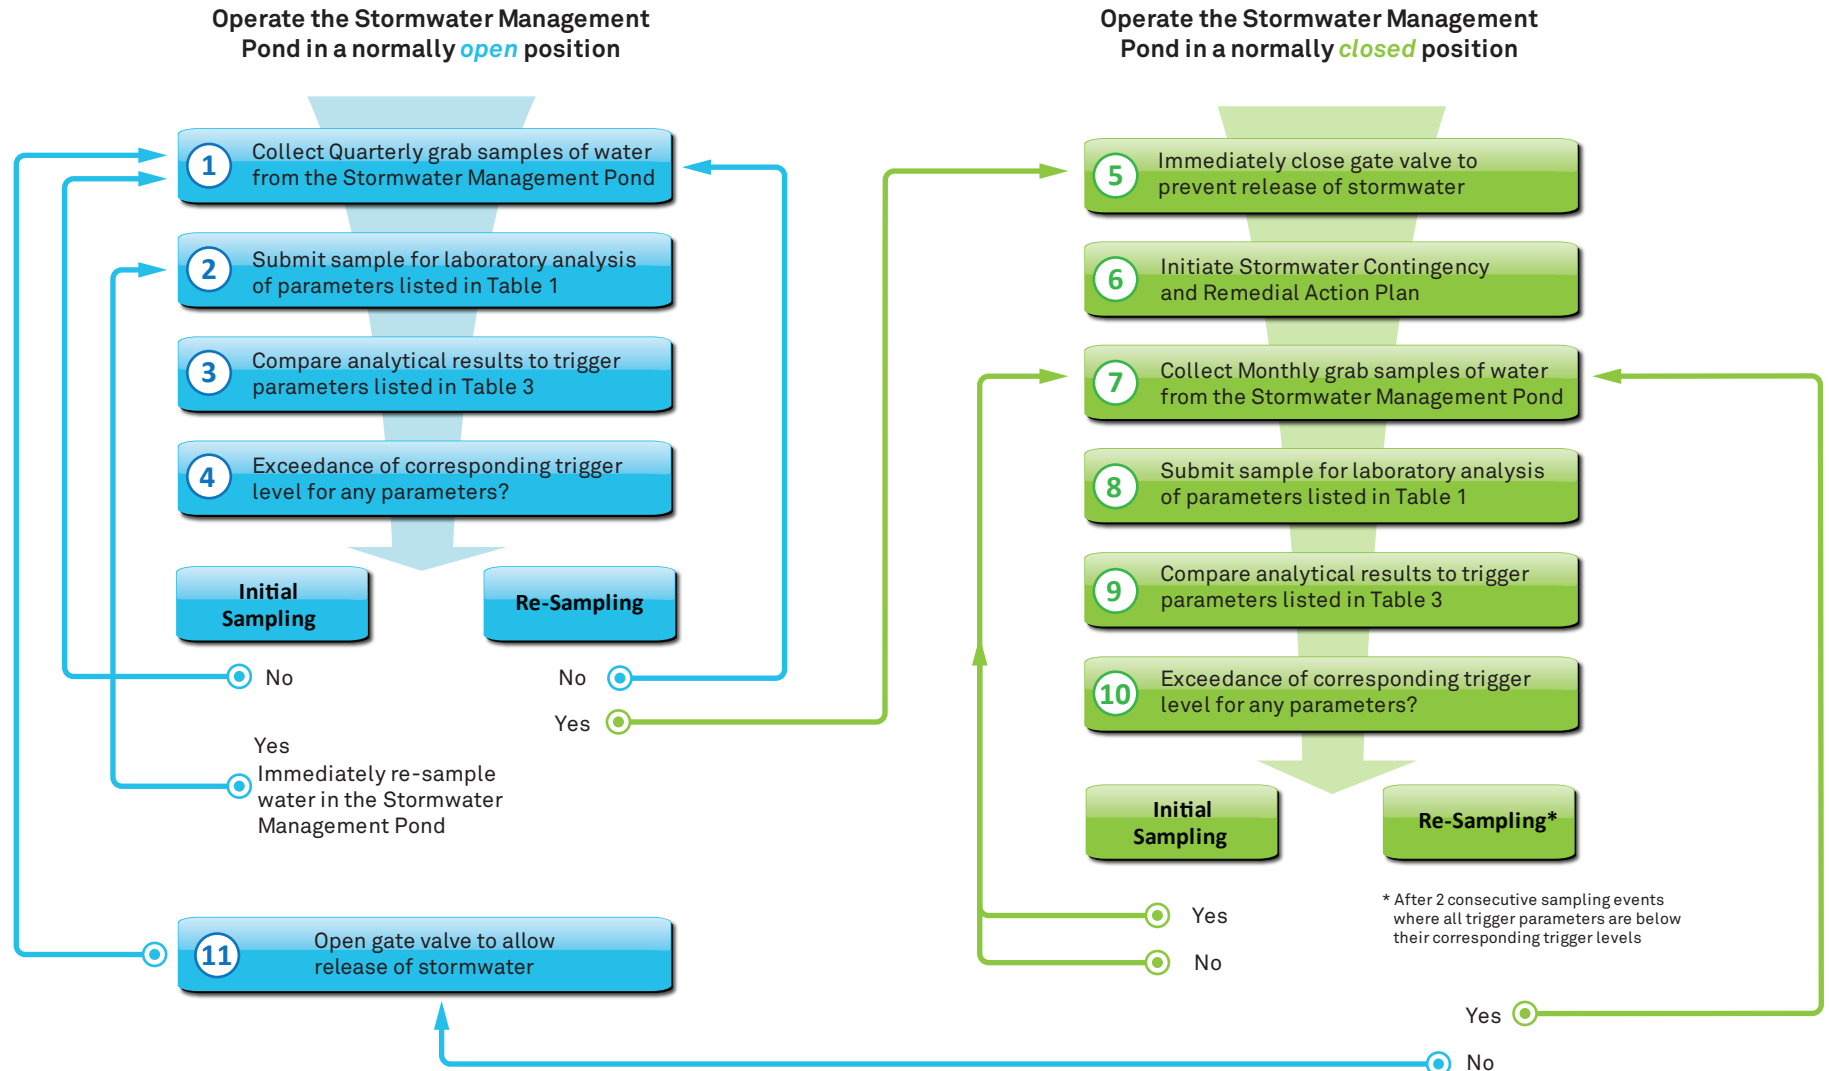 Operate the Stormwater Management
Pond in a normally open position
1
Collect Quarterly grab samples of water
from the Stormwater Management Pond
2
Submit sample for laboratory analysis
of parameters listed in Table 1
3
Compare analytical results to trigger
parameters listed in Table 3
4
Exceedance of corresponding trigger
level for any parameters?
Initial
Sampling
Re-Sampling
No
No
Yes
Yes
Immediately re-sample
water in the Stormwater
Management Pond
11
Open gate valve to allow
release of stormwater
Operate the Stormwater Management
Pond in a normally closed position
5
Immediately close gate valve to
prevent release of stormwater
6
Initiate Stormwater Contingency
and Remedial Action Plan
7
Collect Monthly grab samples of water
from the Stormwater Management Pond
8
Submit sample for laboratory analysis
of parameters listed in Table 1
9
Compare analytical results to trigger
parameters listed in Table 3
10
Exceedance of corresponding trigger
level for any parameters?
Initial
Sampling
Re-Sampling*
* After 2 consecutive sampling events
where all trigger parameters are below
their corresponding trigger levels
Yes
No
Yes
No